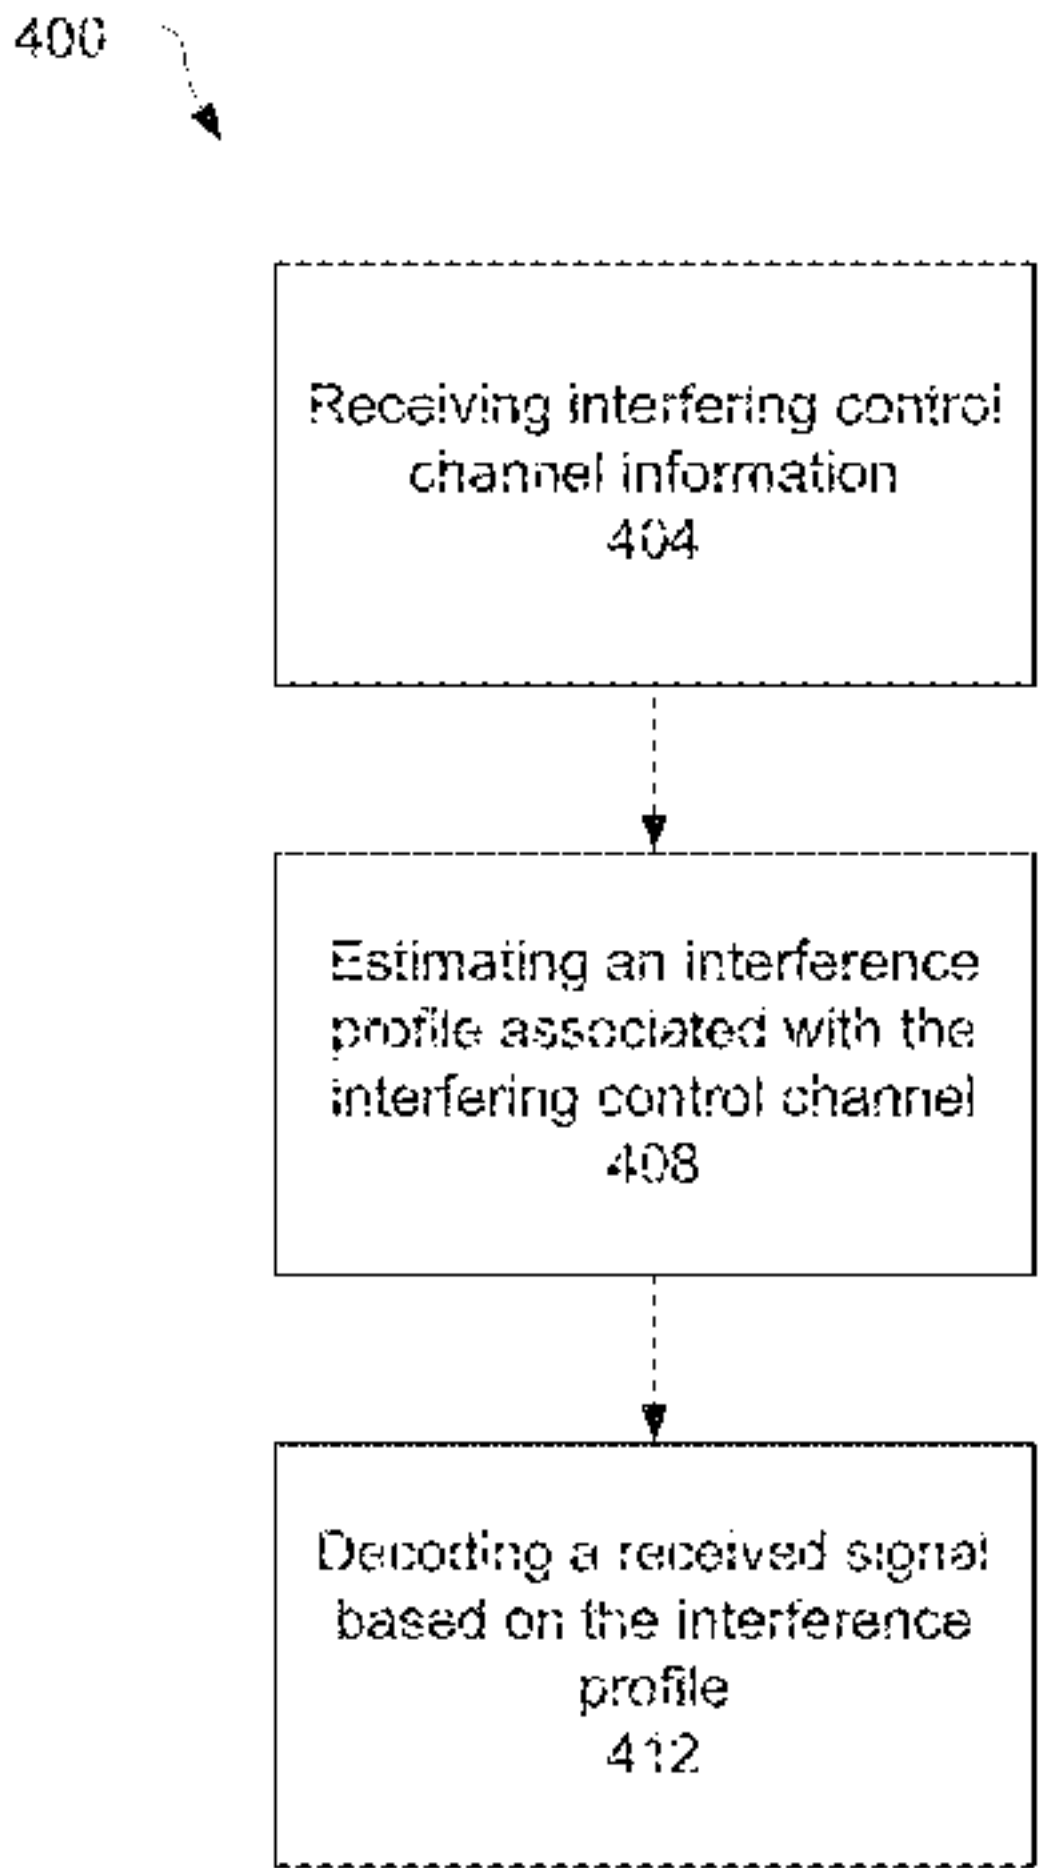 400
Receiving interfering control
channel information
404
Estimating an interference
profile associated with the
interfering control channel
408
Decoding a received signal
based on the interference
profile
412